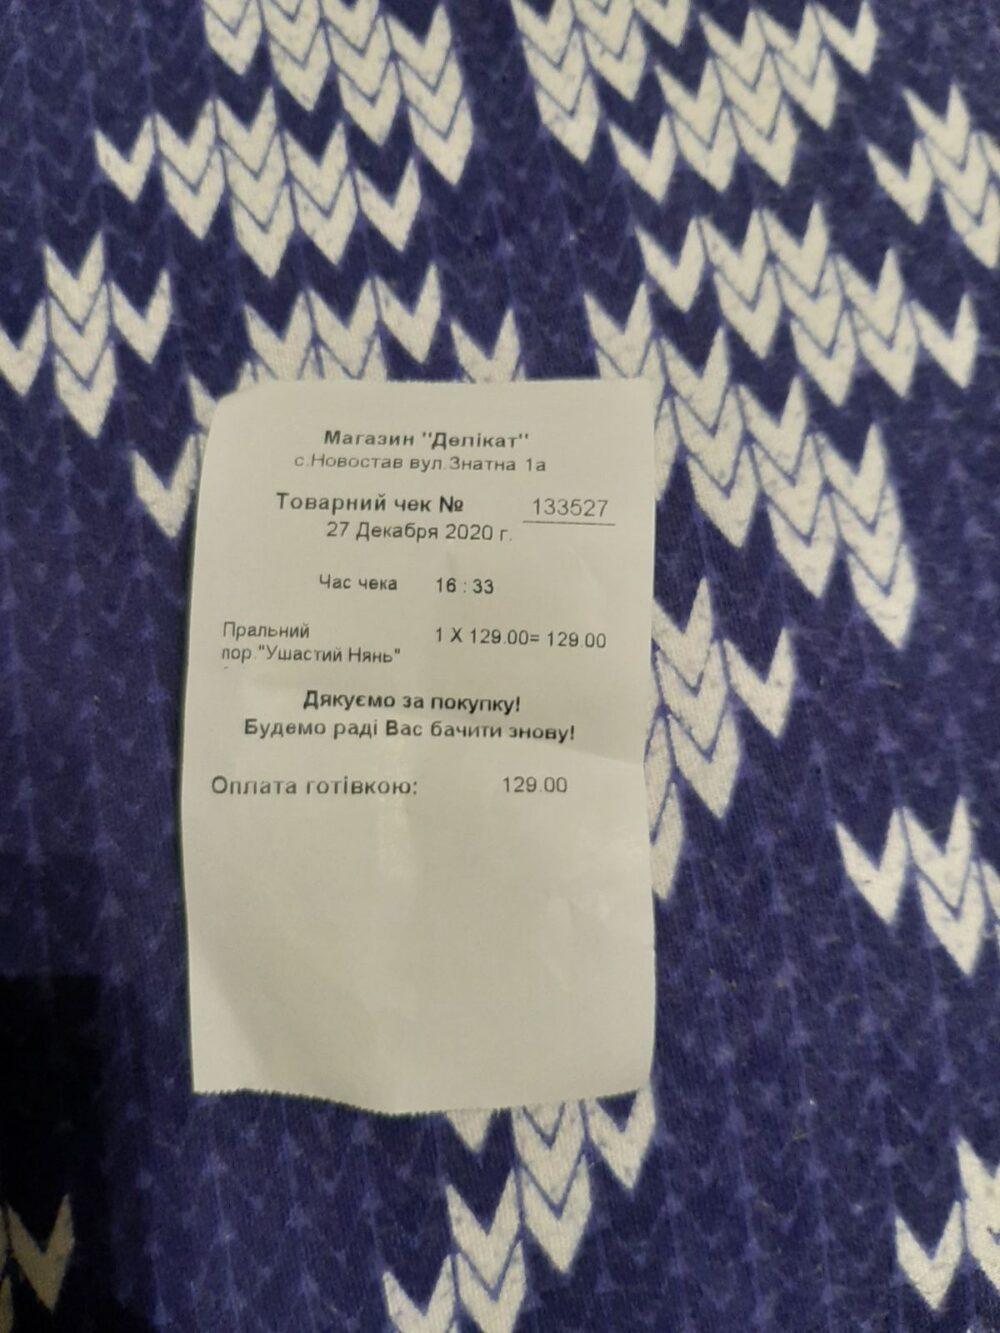 Магазин "Делікат"
с.Новостав вул.Знатна 1а
Товарний чек № 133527
27 Декабря 2020 г.
Час чека 16 : 33
Пральний 1 X 129.00= 129.00
пор."Ушастий Нянь"
Дякуємо за покупку!
Будемо раді Вас бачити знову!
Оплата готівкою: 129.00